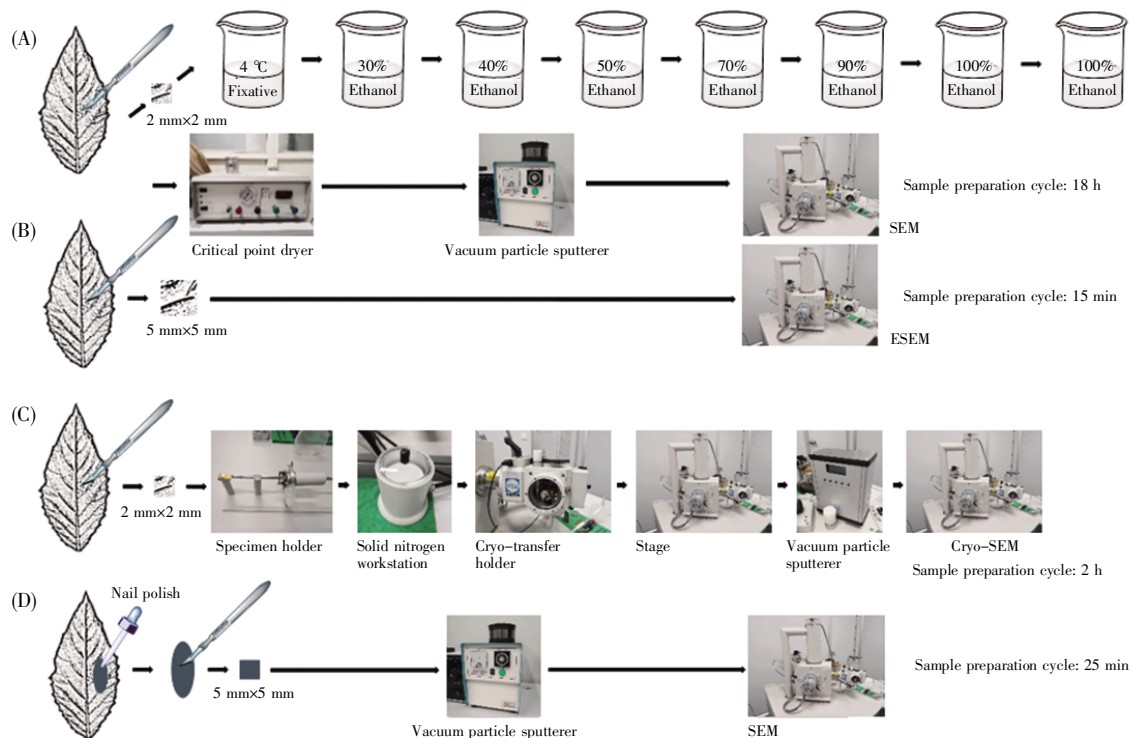 (A)
4 ℃
Fixative
30%
Ethanol
40%
Ethanol
50%
Ethanol
70%
Ethanol
90%
Ethanol
100%
Ethanol
100%
Ethanol
2 mm×2 mm
Critical point dryer
Vacuum particle sputterer
SEM
Sample preparation cycle: 18 h
(B)
5 mm×5 mm
ESEM
Sample preparation cycle: 15 min
(C)
2 mm×2 mm
Specimen holder
Solid nitrogen
workstation
Cryo-transfer
holder
Stage
Vacuum particle
sputterer
Cryo-SEM
Sample preparation cycle: 2 h
(D)
Nail polish
5 mm×5 mm
Vacuum particle sputterer
SEM
Sample preparation cycle: 25 min